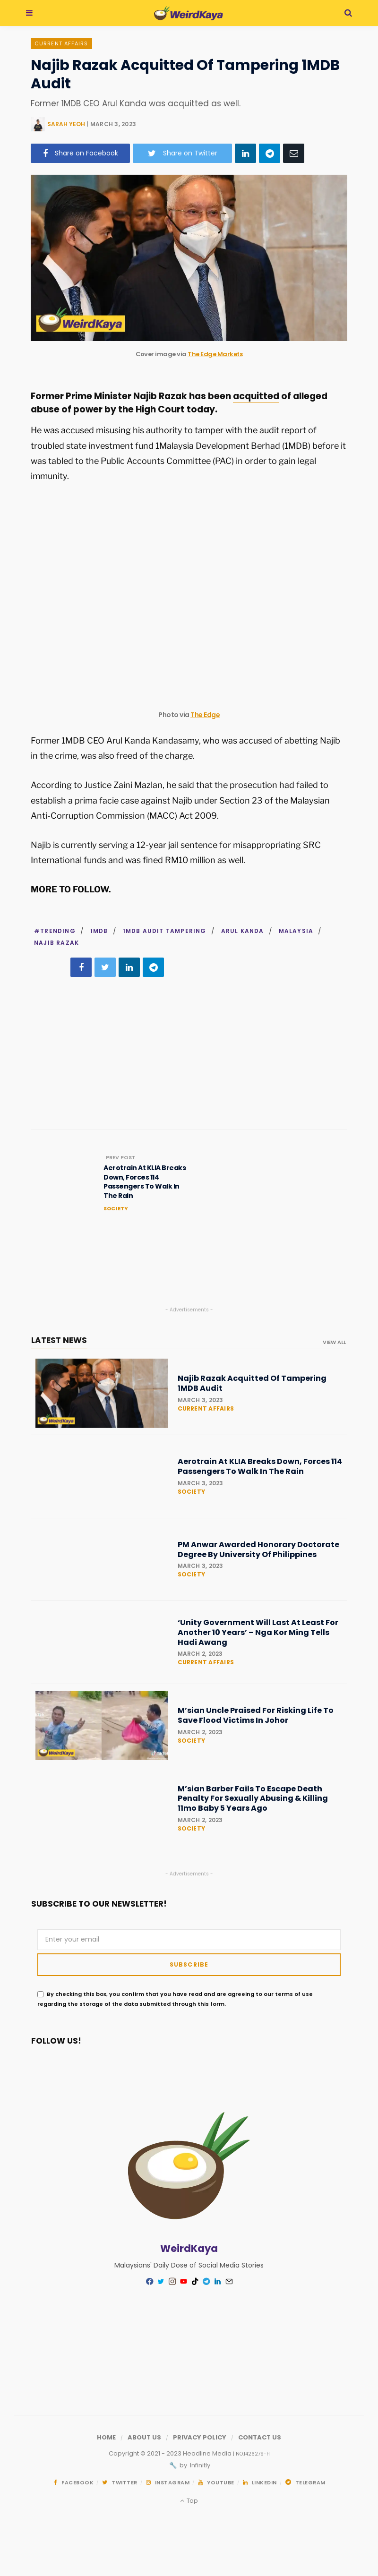 WeirdKaya
CURRENT AFFAIRS
Najib Razak Acquitted Of Tampering 1MDB
Audit
Former 1MDB CEO Arul Kanda was acquitted as well.
SARAH YEOH | MARCH 3, 2023
Share on Facebook
Share on Twitter
WeirdKaya
Cover image via The Edge Markets
Former Prime Minister Najib Razak has been acquitted of alleged
abuse of power by the High Court today.
He was accused misusing his authority to tamper with the audit report of
troubled state investment fund 1Malaysia Development Berhad (1MDB) before it
was tabled to the Public Accounts Committee (PAC) in order to gain legal
immunity.
Photo via The Edge
Former 1MDB CEO Arul Kanda Kandasamy, who was accused of abetting Najib
in the crime, was also freed of the charge.
According to Justice Zaini Mazlan, he said that the prosecution had failed to
establish a prima facie case against Najib under Section 23 of the Malaysian
Anti-Corruption Commission (MACC) Act 2009.
Najib is currently serving a 12-year jail sentence for misappropriating SRC
International funds and was fined RM10 million as well.
MORE TO FOLLOW.
#TRENDING / 1MDB / 1MDB AUDIT TAMPERING / ARUL KANDA / MALAYSIA /
NAJIB RAZAK
PREV POST
Aerotrain At KLIA Breaks
Down, Forces 114
Passengers To Walk In
The Rain
SOCIETY
- Advertisements -
LATEST NEWS
VIEW ALL
WeirdKaya
Najib Razak Acquitted Of Tampering
1MDB Audit
MARCH 3, 2023
CURRENT AFFAIRS
Aerotrain At KLIA Breaks Down, Forces 114
Passengers To Walk In The Rain
MARCH 3, 2023
SOCIETY
PM Anwar Awarded Honorary Doctorate
Degree By University Of Philippines
MARCH 3, 2023
SOCIETY
‘Unity Government Will Last At Least For
Another 10 Years’ – Nga Kor Ming Tells
Hadi Awang
MARCH 2, 2023
CURRENT AFFAIRS
WeirdKaya
M’sian Uncle Praised For Risking Life To
Save Flood Victims In Johor
MARCH 2, 2023
SOCIETY
M’sian Barber Fails To Escape Death
Penalty For Sexually Abusing & Killing
11mo Baby 5 Years Ago
MARCH 2, 2023
SOCIETY
- Advertisements -
SUBSCRIBE TO OUR NEWSLETTER!
Enter your email
SUBSCRIBE
By checking this box, you confirm that you have read and are agreeing to our terms of use
regarding the storage of the data submitted through this form.
FOLLOW US!
WeirdKaya
Malaysians' Daily Dose of Social Media Stories
HOME / ABOUT US / PRIVACY POLICY / CONTACT US
Copyright © 2021 - 2023 Headline Media | NO1426279-H
by Infinitly
FACEBOOK TWITTER INSTAGRAM YOUTUBE LINKEDIN TELEGRAM
Top